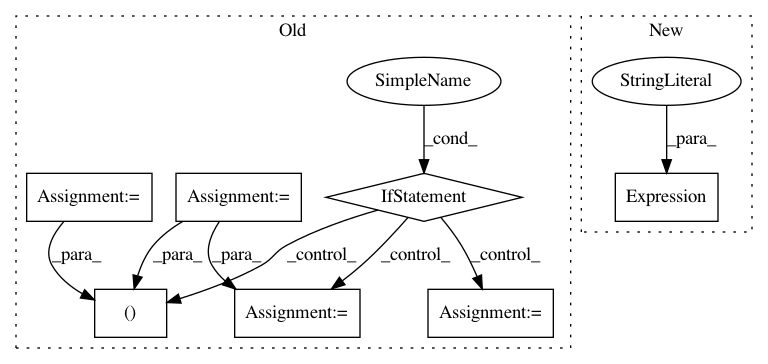 Old
New
SimpleName
StringLiteral
_cond_
_para_
Assignment:=
Assignment:=
IfStatement
Expression
_para_
_para_
_para_
_control_
_control_
_control_
()
Assignment:=
Assignment:=